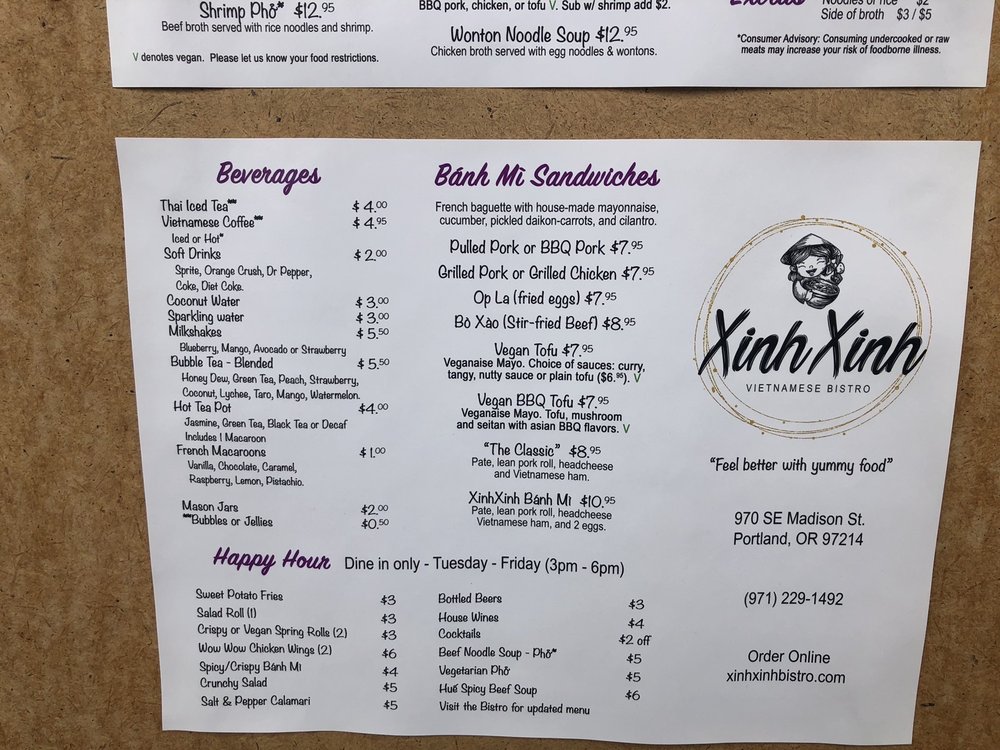 Shrimp Phở* $12.95
Beef broth served with rice noodles and shrimp.
V denotes vegan. Please let us know your food restrictions.
BBQ pork, chicken, or tofu V. Sub w/ shrimp add $2.
Wonton Noodle Soup $12.95
Chicken broth served with egg noodles & wontons.
Extras
Noodles or rice $2
Side of broth $3 / $5
*Consumer Advisory: Consuming undercooked or raw
meats may increase your risk of foodborne illness.
Beverages
Thai Iced Tea** $4.00
Vietnamese Coffee** $4.95
Iced or Hot*
Soft Drinks $2.00
Sprite, Orange Crush, Dr Pepper,
Coke, Diet Coke.
Coconut Water $3.00
Sparkling water $3.00
Milkshakes $5.50
Blueberry, Mango, Avocado or Strawberry
Bubble Tea - Blended $5.50
Honey Dew, Green Tea, Peach, Strawberry,
Coconut, Lychee, Taro, Mango, Watermelon.
Hot Tea Pot $4.00
Jasmine, Green Tea, Black Tea or Decaf
Includes 1 Macaroon
French Macaroons $1.00
Vanilla, Chocolate, Caramel,
Raspberry, Lemon, Pistachio.
Mason Jars $2.00
**Bubbles or Jellies $0.50
Bánh Mì Sandwiches
French baguette with house-made mayonnaise,
cucumber, pickled daikon-carrots, and cilantro.
Pulled Pork or BBQ Pork $7.95
Grilled Pork or Grilled Chicken $7.95
Op La (fried eggs) $7.95
Bò Xào (Stir-fried Beef) $8.95
Vegan Tofu $7.95
Veganaise Mayo. Choice of sauces: curry,
tangy, nutty sauce or plain tofu ($6.95). V
Vegan BBQ Tofu $7.95
Veganaise Mayo. Tofu, mushroom
and seitan with asian BBQ flavors. V
"The Classic" $8.95
Pate, lean pork roll, headcheese
and Vietnamese ham.
XinhXinh Bánh Mì $10.95
Pate, lean pork roll, headcheese
Vietnamese ham, and 2 eggs.
Xinh Xinh
VIETNAMESE BISTRO
"Feel better with yummy food"
970 SE Madison St.
Portland, OR 97214
(971) 229-1492
Order Online
xinhxinhbistro.com
Happy Hour Dine in only - Tuesday - Friday (3pm - 6pm)
Sweet Potato Fries $3
Salad Roll (1) $3
Crispy or Vegan Spring Rolls (2) $3
Wow Wow Chicken Wings (2) $6
Spicy/Crispy Bánh Mì $4
Crunchy Salad $5
Salt & Pepper Calamari $5
Bottled Beers $3
House Wines $4
Cocktails $2 off
Beef Noodle Soup - Phở* $5
Vegetarian Phở $5
Huế Spicy Beef Soup $6
Visit the Bistro for updated menu